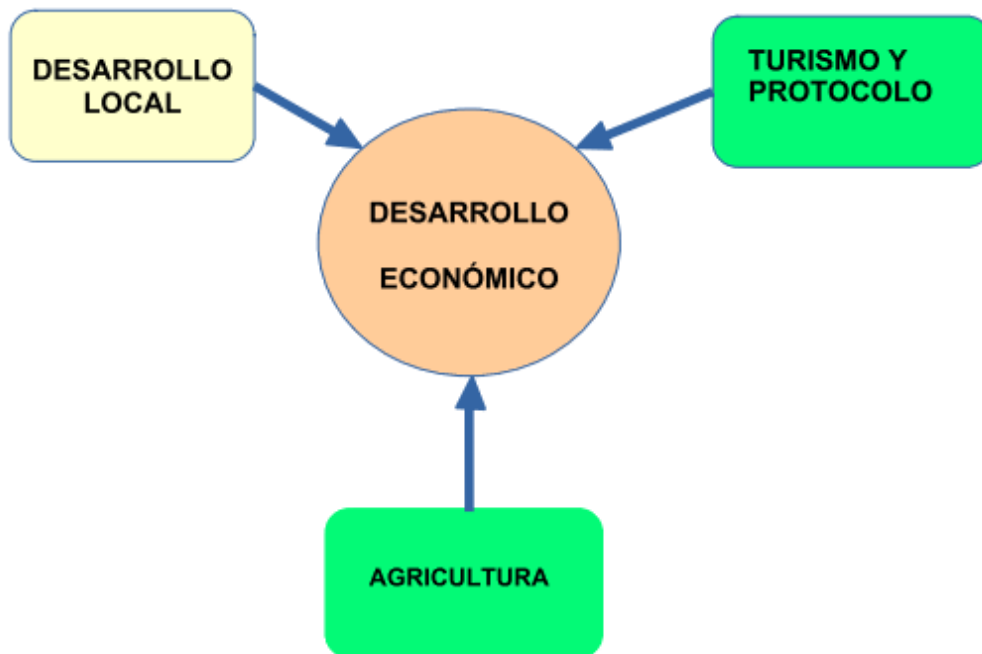 DESARROLLO
LOCAL
TURISMO Y
PROTOCOLO
DESARROLLO
ECONÓMICO
AGRICULTURA